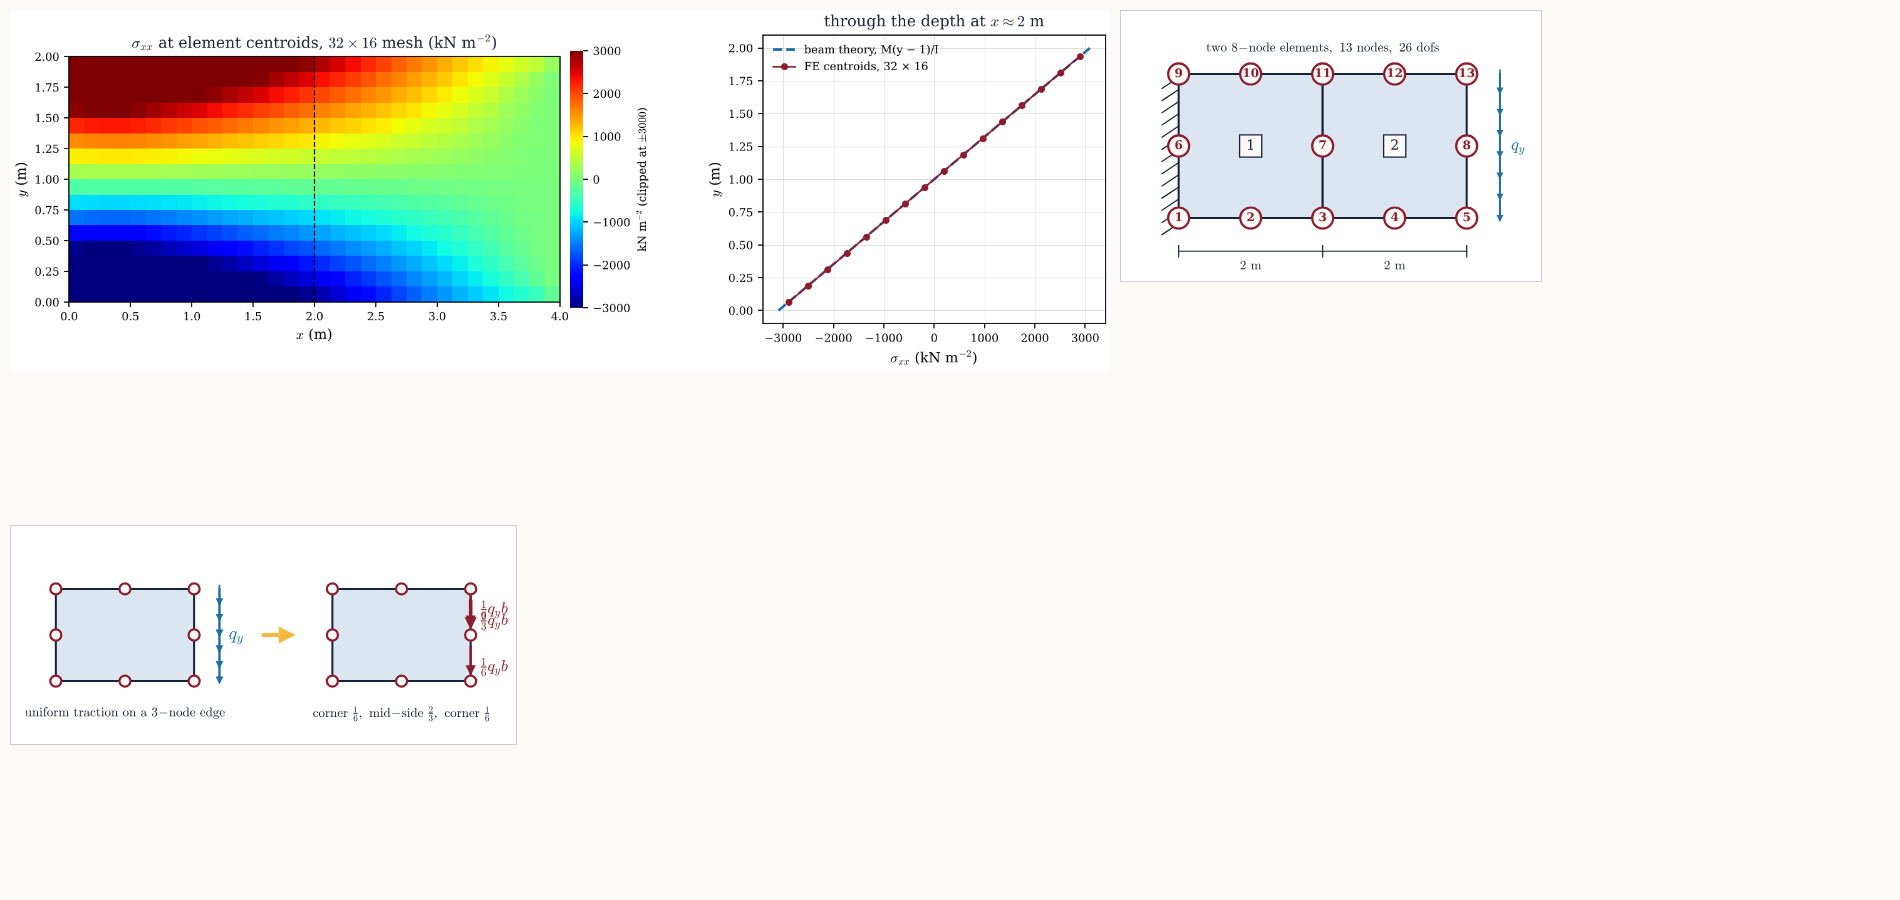 σxx at element centroids, 32 × 16 mesh (kN m⁻²)
2.00
1.75
1.50
1.25
1.00
0.75
0.50
0.25
0.00
y (m)
0.0 0.5 1.0 1.5 2.0 2.5 3.0 3.5 4.0
x (m)
3000
2000
1000
0
−1000
−2000
−3000
kN m⁻² (clipped at ±3000)
through the depth at x ≈ 2 m
beam theory, M(y − 1)/I
FE centroids, 32 × 16
2.00
1.75
1.50
1.25
1.00
0.75
0.50
0.25
0.00
y (m)
−3000 −2000 −1000 0 1000 2000 3000
σxx (kN m⁻²)
two 8−node elements, 13 nodes, 26 dofs
9 10 11 12 13
6 1 7 2 8
qy
1 2 3 4 5
2 m 2 m
qy
1/6 qyb
2/3 qyb
1/6 qyb
uniform traction on a 3−node edge
corner 1/6, mid−side 2/3, corner 1/6